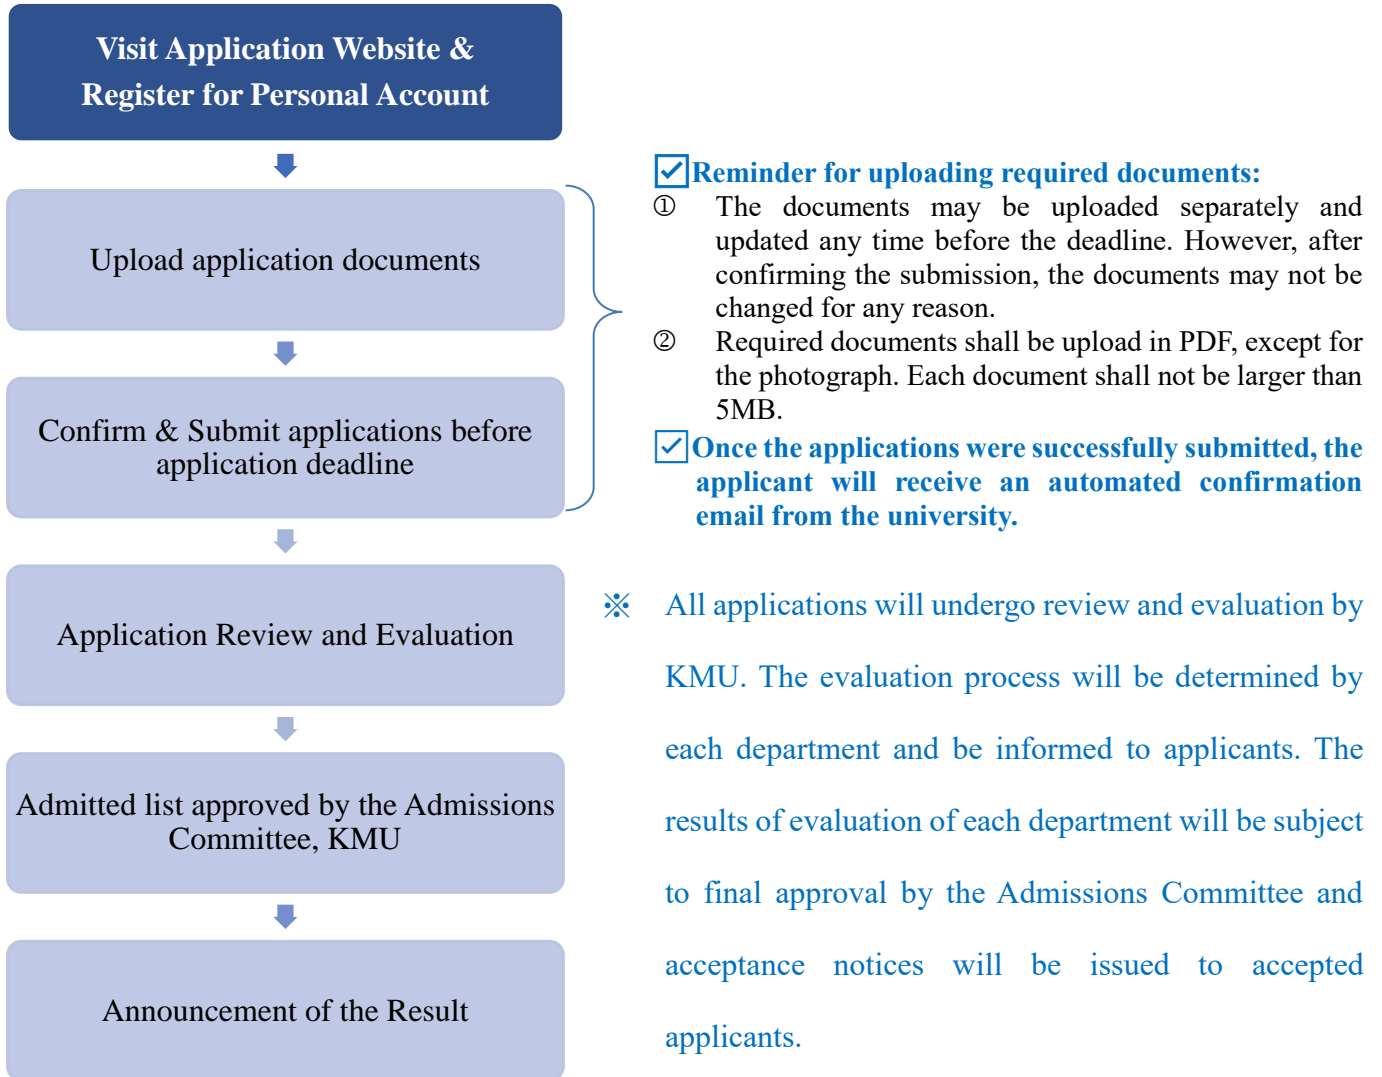 Visit Application Website &
Register for Personal Account
Upload application documents
Confirm & Submit applications before
application deadline
Application Review and Evaluation
Admitted list approved by the Admissions
Committee, KMU
Announcement of the Result
☑Reminder for uploading required documents:
① The documents may be uploaded separately and
updated any time before the deadline. However, after
confirming the submission, the documents may not be
changed for any reason.
② Required documents shall be upload in PDF, except for
the photograph. Each document shall not be larger than
5MB.
☑Once the applications were successfully submitted, the
applicant will receive an automated confirmation
email from the university.
※ All applications will undergo review and evaluation by
KMU. The evaluation process will be determined by
each department and be informed to applicants. The
results of evaluation of each department will be subject
to final approval by the Admissions Committee and
acceptance notices will be issued to accepted
applicants.